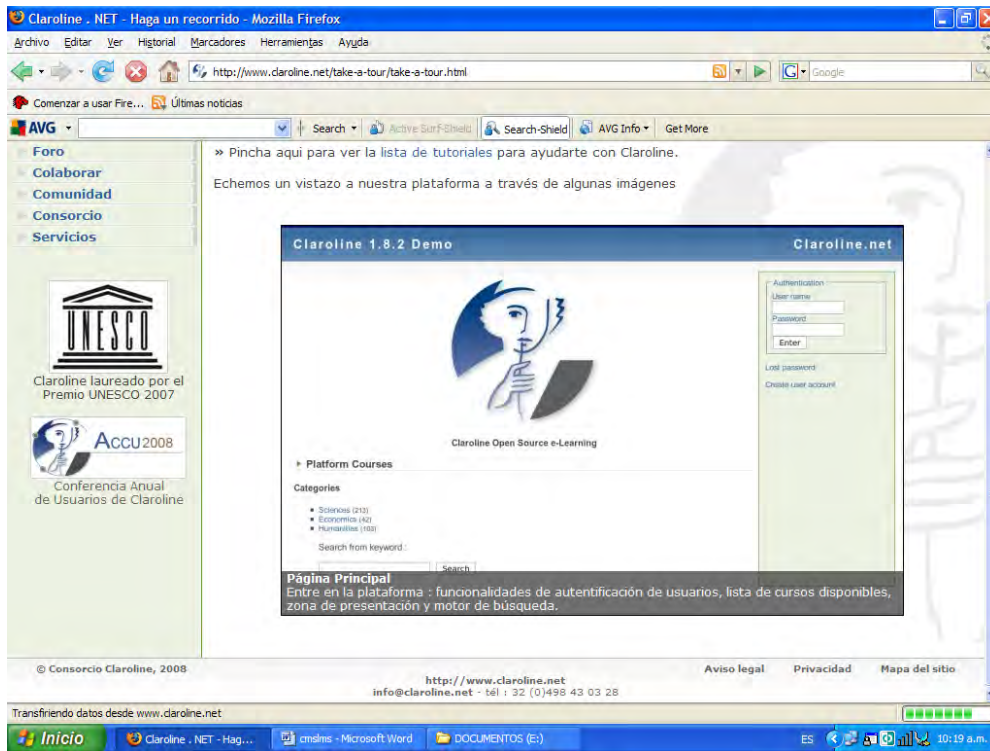 Claroline . NET - Haga un recorrido - Mozilla Firefox
Archivo Editar Ver Historial Marcadores Herramientas Ayuda
http://www.claroline.net/take-a-tour/take-a-tour.html
G Google
Comenzar a usar Fire... Últimas noticias
AVG Search Active Surf-Shield Search-Shield AVG Info Get More
Foro
Colaborar
Comunidad
Consorcio
Servicios
UNESCO
Claroline laureado por el
Premio UNESCO 2007
ACCU 2008
Conferencia Anual
de Usuarios de Claroline
» Pincha aqui para ver la lista de tutoriales para ayudarte con Claroline.
Echemos un vistazo a nuestra plataforma a través de algunas imágenes
Claroline 1.8.2 Demo Claroline.net
Authentication
User name
Password
Enter
Lost password
Create user account
Claroline Open Source e-Learning
Platform Courses
Categories
Sciences (213)
Economics (42)
Humanities (103)
Search from keyword :
Search
Página Principal
Entre en la plataforma : funcionalidades de autentificación de usuarios, lista de cursos disponibles,
zona de presentación y motor de búsqueda.
© Consorcio Claroline, 2008
Aviso legal Privacidad Mapa del sitio
http://www.claroline.net
info@claroline.net - tél : 32 (0)498 43 03 28
Transfiriendo datos desde www.claroline.net
Inicio Claroline . NET - Hag... cmslms - Microsoft Word DOCUMENTOS (E:) ES 10:19 a.m.